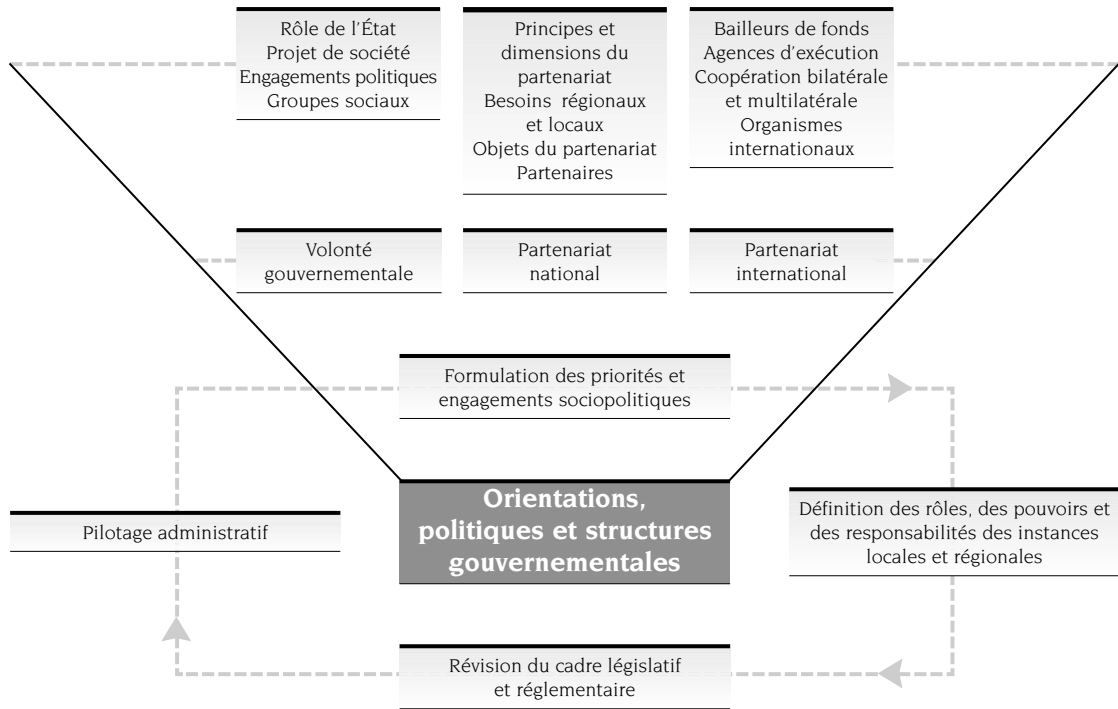 Rôle de l'État
Projet de société
Engagements politiques
Groupes sociaux
Principes et
dimensions du
partenariat
Besoins régionaux
et locaux
Objets du partenariat
Partenaires
Bailleurs de fonds
Agences d'exécution
Coopération bilatérale
et multilatérale
Organismes
internationaux
Volonté
gouvernementale
Partenariat
national
Partenariat
international
Formulation des priorités et
engagements sociopolitiques
Orientations,
politiques et structures
gouvernementales
Pilotage administratif
Définition des rôles, des pouvoirs et
des responsabilités des instances
locales et régionales
Révision du cadre législatif
et réglementaire